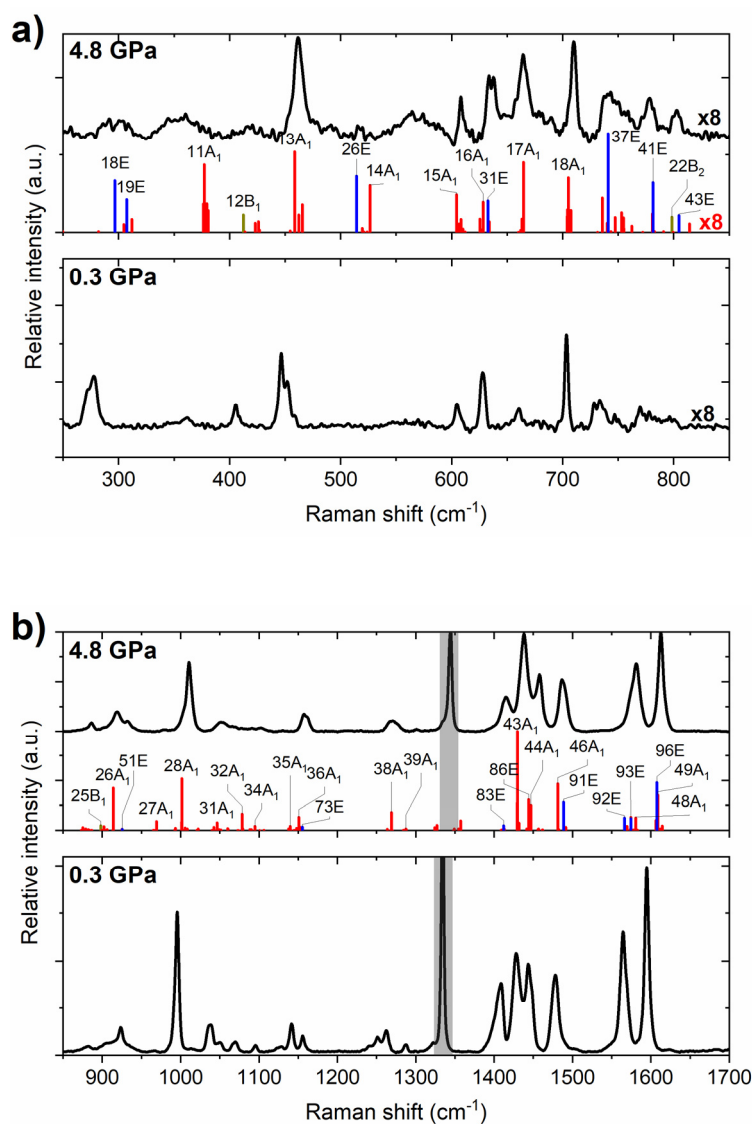 a)
4.8 GPa
x8
18E
19E
11A₁
12B₁
13A₁
26E
14A₁
15A₁
16A₁
31E
17A₁
18A₁
37E
41E
22B₂
43E
x8
0.3 GPa
x8
Relative intensity (a.u.)
300 400 500 600 700 800
Raman shift (cm⁻¹)
b)
4.8 GPa
25B₁
26A₁
51E
27A₁
28A₁
31A₁
32A₁
34A₁
35A₁
36A₁
73E
38A₁
39A₁
83E
43A₁
86E
44A₁
46A₁
91E
92E
93E
96E
49A₁
48A₁
0.3 GPa
Relative intensity (a.u.)
900 1000 1100 1200 1300 1400 1500 1600 1700
Raman shift (cm⁻¹)